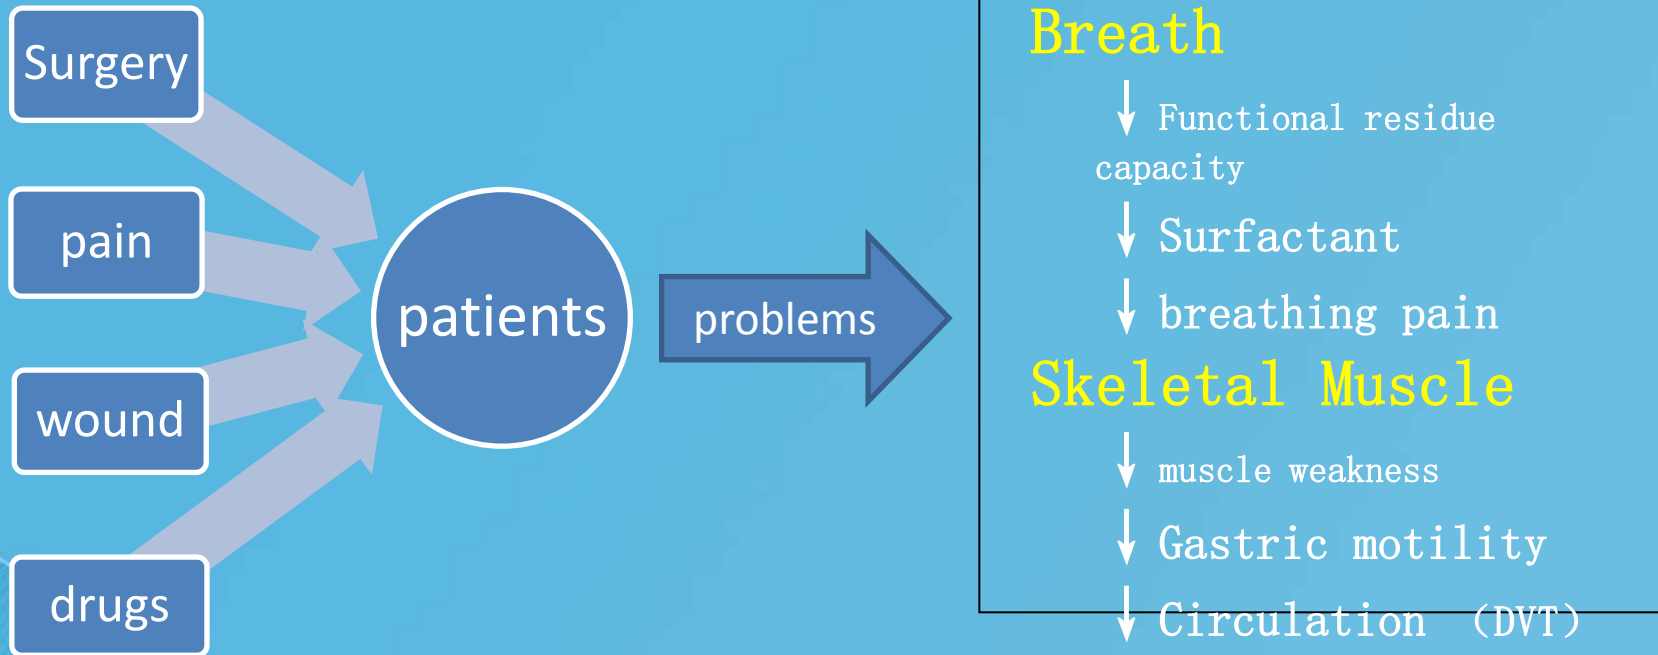 Surgery
pain
wound
drugs
patients
problems
Breath
↓ Functional residue
capacity
↓ Surfactant
↓ breathing pain
Skeletal Muscle
↓ muscle weakness
↓ Gastric motility
↓ Circulation （DVT）